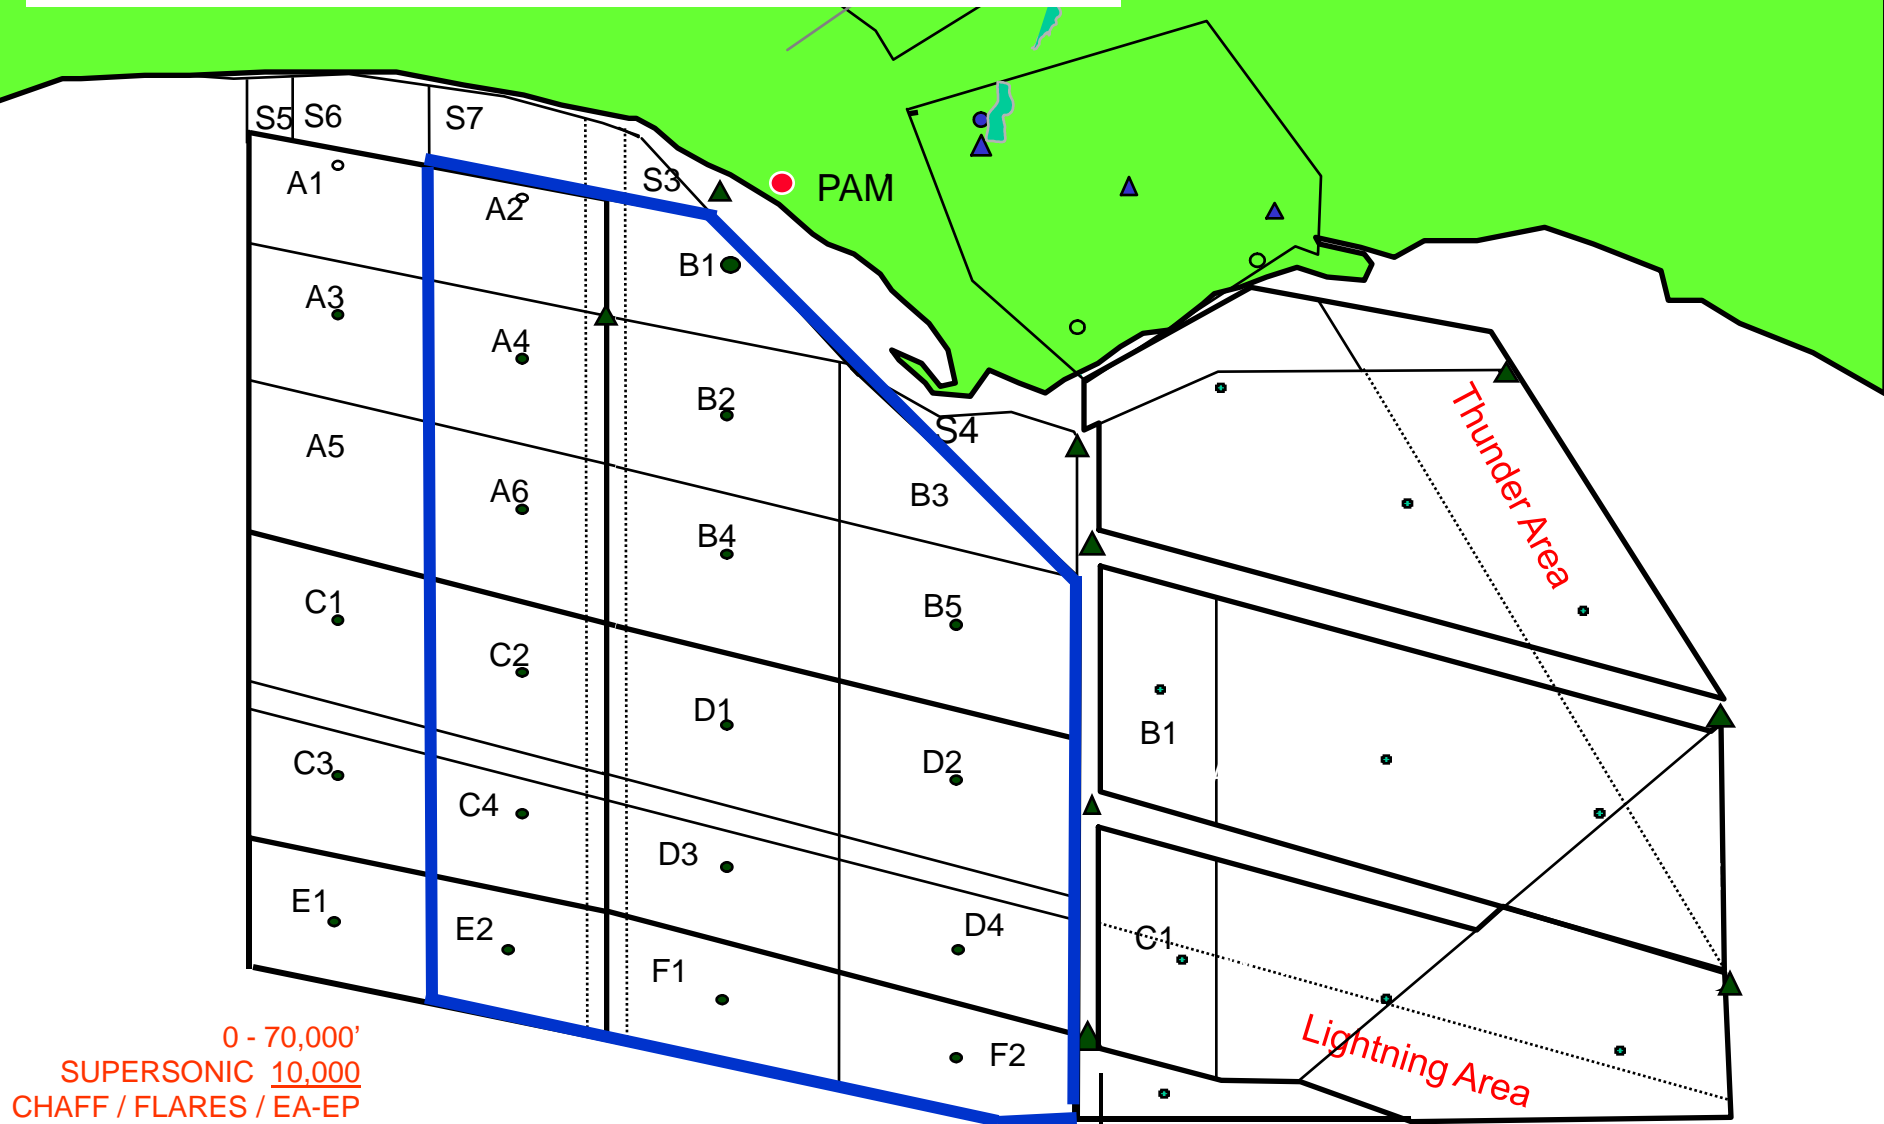 S5
S6
S7
S3
PAM
A1
A2
B1
A3
A4
B2
S4
A5
A6
B3
B4
C1
C2
B5
D1
B1
C3
D2
C4
D3
E1
E2
D4
C1
F1
F2
Thunder Area
Lightning Area
0 - 70,000’
SUPERSONIC 10,000
CHAFF / FLARES / EA-EP